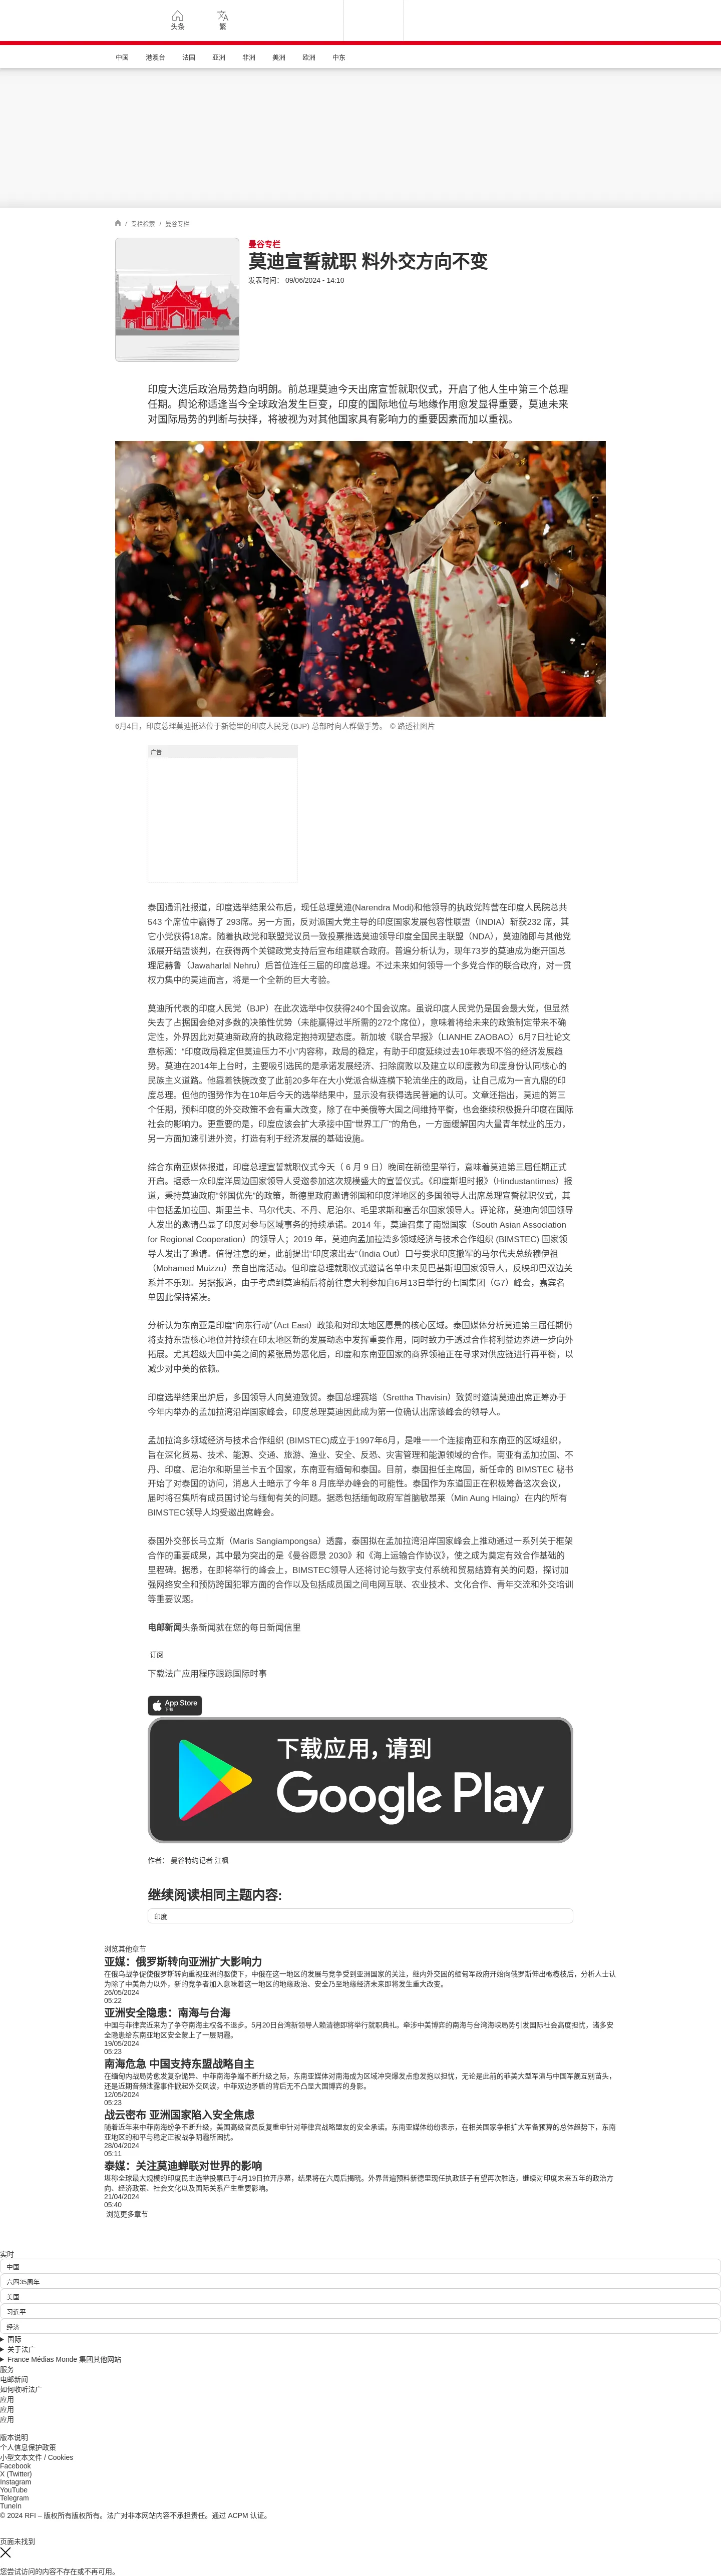 头条
繁
中国 港澳台 法国 亚洲 非洲 美洲 欧洲 中东
/ 专栏检索 / 曼谷专栏
曼谷专栏
莫迪宣誓就职 料外交方向不变
发表时间： 09/06/2024 - 14:10
印度大选后政治局势趋向明朗。前总理莫迪今天出席宣誓就职仪式，开启了他人生中第三个总理
任期。舆论称适逢当今全球政治发生巨变，印度的国际地位与地缘作用愈发显得重要，莫迪未来
对国际局势的判断与抉择，将被视为对其他国家具有影响力的重要因素而加以重视。
6月4日，印度总理莫迪抵达位于新德里的印度人民党 (BJP) 总部时向人群做手势。 © 路透社图片
广告
泰国通讯社报道，印度选举结果公布后，现任总理莫迪(Narendra Modi)和他领导的执政党阵营在印度人民院总共
543 个席位中赢得了 293席。另一方面，反对派国大党主导的印度国家发展包容性联盟（INDIA）斩获232 席，其
它小党获得18席。随着执政党和联盟党议员一致投票推选莫迪领导印度全国民主联盟（NDA），莫迪随即与其他党
派展开结盟谈判，在获得两个关键政党支持后宣布组建联合政府。普遍分析认为，现年73岁的莫迪成为继开国总
理尼赫鲁（Jawaharlal Nehru）后首位连任三届的印度总理。不过未来如何领导一个多党合作的联合政府，对一贯
权力集中的莫迪而言，将是一个全新的巨大考验。
莫迪所代表的印度人民党（BJP）在此次选举中仅获得240个国会议席。虽说印度人民党仍是国会最大党，但显然
失去了占据国会绝对多数的决策性优势（未能赢得过半所需的272个席位），意味着将给未来的政策制定带来不确
定性，外界因此对莫迪新政府的执政稳定抱持观望态度。新加坡《联合早报》（LIANHE ZAOBAO）6月7日社论文
章标题：“印度政局稳定但莫迪压力不小”内容称，政局的稳定，有助于印度延续过去10年表现不俗的经济发展趋
势。莫迪在2014年上台时，主要吸引选民的是承诺发展经济、扫除腐败以及建立以印度教为印度身份认同核心的
民族主义道路。他靠着铁腕改变了此前20多年在大小党派合纵连横下轮流坐庄的政局，让自己成为一言九鼎的印
度总理。但他的强势作为在10年后今天的选举结果中，显示没有获得选民普遍的认可。文章还指出，莫迪的第三
个任期，预料印度的外交政策不会有重大改变，除了在中美俄等大国之间维持平衡，也会继续积极提升印度在国际
社会的影响力。更重要的是，印度应该会扩大承接中国“世界工厂”的角色，一方面缓解国内大量青年就业的压力，
另一方面加速引进外资，打造有利于经济发展的基础设施。
综合东南亚媒体报道，印度总理宣誓就职仪式今天（ 6 月 9 日）晚间在新德里举行，意味着莫迪第三届任期正式
开启。据悉一众印度洋周边国家领导人受邀参加这次规模盛大的宣誓仪式。《印度斯坦时报》（Hindustantimes）报
道，秉持莫迪政府“邻国优先”的政策，新德里政府邀请邻国和印度洋地区的多国领导人出席总理宣誓就职仪式，其
中包括孟加拉国、斯里兰卡、马尔代夫、不丹、尼泊尔、毛里求斯和塞舌尔国家领导人。评论称，莫迪向邻国领导
人发出的邀请凸显了印度对参与区域事务的持续承诺。2014 年，莫迪召集了南盟国家（South Asian Association
for Regional Cooperation）的领导人；2019 年，莫迪向孟加拉湾多领域经济与技术合作组织 (BIMSTEC) 国家领
导人发出了邀请。值得注意的是，此前提出“印度滚出去”（India Out）口号要求印度撤军的马尔代夫总统穆伊祖
（Mohamed Muizzu）亲自出席活动。但印度总理就职仪式邀请名单中未见巴基斯坦国家领导人，反映印巴双边关
系并不乐观。另据报道，由于考虑到莫迪稍后将前往意大利参加自6月13日举行的七国集团（G7）峰会，嘉宾名
单因此保持紧凑。
分析认为东南亚是印度“向东行动”（Act East）政策和对印太地区愿景的核心区域。泰国媒体分析莫迪第三届任期仍
将支持东盟核心地位并持续在印太地区新的发展动态中发挥重要作用，同时致力于透过合作将利益边界进一步向外
拓展。尤其超级大国中美之间的紧张局势恶化后，印度和东南亚国家的商界领袖正在寻求对供应链进行再平衡，以
减少对中美的依赖。
印度选举结果出炉后，多国领导人向莫迪致贺。泰国总理赛塔（Srettha Thavisin）致贺时邀请莫迪出席正筹办于
今年内举办的孟加拉湾沿岸国家峰会，印度总理莫迪因此成为第一位确认出席该峰会的领导人。
孟加拉湾多领域经济与技术合作组织 (BIMSTEC)成立于1997年6月，是唯一一个连接南亚和东南亚的区域组织，
旨在深化贸易、技术、能源、交通、旅游、渔业、安全、反恐、灾害管理和能源领域的合作。南亚有孟加拉国、不
丹、印度、尼泊尔和斯里兰卡五个国家，东南亚有缅甸和泰国。目前，泰国担任主席国，新任命的 BIMSTEC 秘书
开始了对泰国的访问，消息人士暗示了今年 8 月底举办峰会的可能性。泰国作为东道国正在积极筹备这次会议，
届时将召集所有成员国讨论与缅甸有关的问题。据悉包括缅甸政府军首脑敏昂莱（Min Aung Hlaing）在内的所有
BIMSTEC领导人均受邀出席峰会。
泰国外交部长马立斯（Maris Sangiampongsa）透露，泰国拟在孟加拉湾沿岸国家峰会上推动通过一系列关于框架
合作的重要成果，其中最为突出的是《曼谷愿景 2030》和《海上运输合作协议》，使之成为奠定有效合作基础的
里程碑。据悉，在即将举行的峰会上，BIMSTEC领导人还将讨论与数字支付系统和贸易结算有关的问题，探讨加
强网络安全和预防跨国犯罪方面的合作以及包括成员国之间电网互联、农业技术、文化合作、青年交流和外交培训
等重要议题。
电邮新闻头条新闻就在您的每日新闻信里
订阅
下载法广应用程序跟踪国际时事
App Store
下载
下载应用，请到
Google Play
作者： 曼谷特约记者 江枫
继续阅读相同主题内容:
印度
浏览其他章节
亚媒：俄罗斯转向亚洲扩大影响力
在俄乌战争促使俄罗斯转向重视亚洲的驱使下，中俄在这一地区的发展与竞争受到亚洲国家的关注，继内外交困的缅甸军政府开始向俄罗斯伸出橄榄枝后，分析人士认
为除了中美角力以外，新的竞争者加入意味着这一地区的地缘政治、安全乃至地缘经济未来即将发生重大改变。
26/05/2024
05:22
亚洲安全隐患：南海与台海
中国与菲律宾近来为了争夺南海主权各不退步。5月20日台湾新领导人赖清德即将举行就职典礼。牵涉中美博弈的南海与台湾海峡局势引发国际社会高度担忧，诸多安
全隐患给东南亚地区安全蒙上了一层阴霾。
19/05/2024
05:23
南海危急 中国支持东盟战略自主
在缅甸内战局势愈发复杂诡异、中菲南海争端不断升级之际，东南亚媒体对南海成为区域冲突爆发点愈发抱以担忧，无论是此前的菲美大型军演与中国军舰互别苗头，
还是近期音频泄露事件掀起外交风波，中菲双边矛盾的背后无不凸显大国博弈的身影。
12/05/2024
05:23
战云密布 亚洲国家陷入安全焦虑
随着近年来中菲南海纷争不断升级，美国高级官员反复重申针对菲律宾战略盟友的安全承诺。东南亚媒体纷纷表示，在相关国家争相扩大军备预算的总体趋势下，东南
亚地区的和平与稳定正被战争阴霾所困扰。
28/04/2024
05:11
泰媒：关注莫迪蝉联对世界的影响
堪称全球最大规模的印度民主选举投票已于4月19日拉开序幕，结果将在六周后揭晓。外界普遍预料新德里现任执政班子有望再次胜选，继续对印度未来五年的政治方
向、经济政策、社会文化以及国际关系产生重要影响。
21/04/2024
05:40
浏览更多章节
实时
中国
六四35周年
美国
习近平
经济
国际
关于法广
France Médias Monde 集团其他网站
服务
电邮新闻
如何收听法广
应用
应用
应用
版本说明
个人信息保护政策
小型文本文件 / Cookies
Facebook
X (Twitter)
Instagram
YouTube
Telegram
TuneIn
© 2024 RFI – 版权所有版权所有。法广对非本网站内容不承担责任。通过 ACPM 认证。
页面未找到
您尝试访问的内容不存在或不再可用。